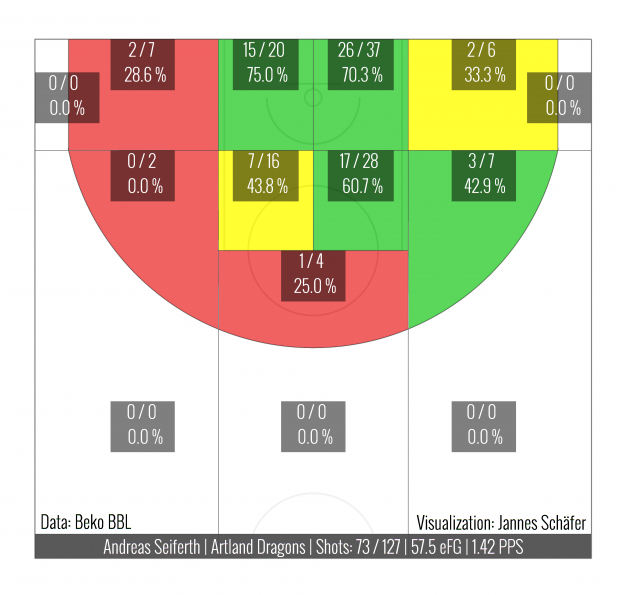 2 / 7
28.6 %
15 / 20
75.0 %
26 / 37
70.3 %
2 / 6
33.3 %
0 / 0
0.0 %
0 / 0
0.0 %
0 / 2
0.0 %
7 / 16
43.8 %
17 / 28
60.7 %
3 / 7
42.9 %
1 / 4
25.0 %
0 / 0
0.0 %
0 / 0
0.0 %
0 / 0
0.0 %
Data: Beko BBL
Visualization: Jannes Schäfer
Andreas Seiferth | Artland Dragons | Shots: 73 / 127 | 57.5 eFG | 1.42 PPS